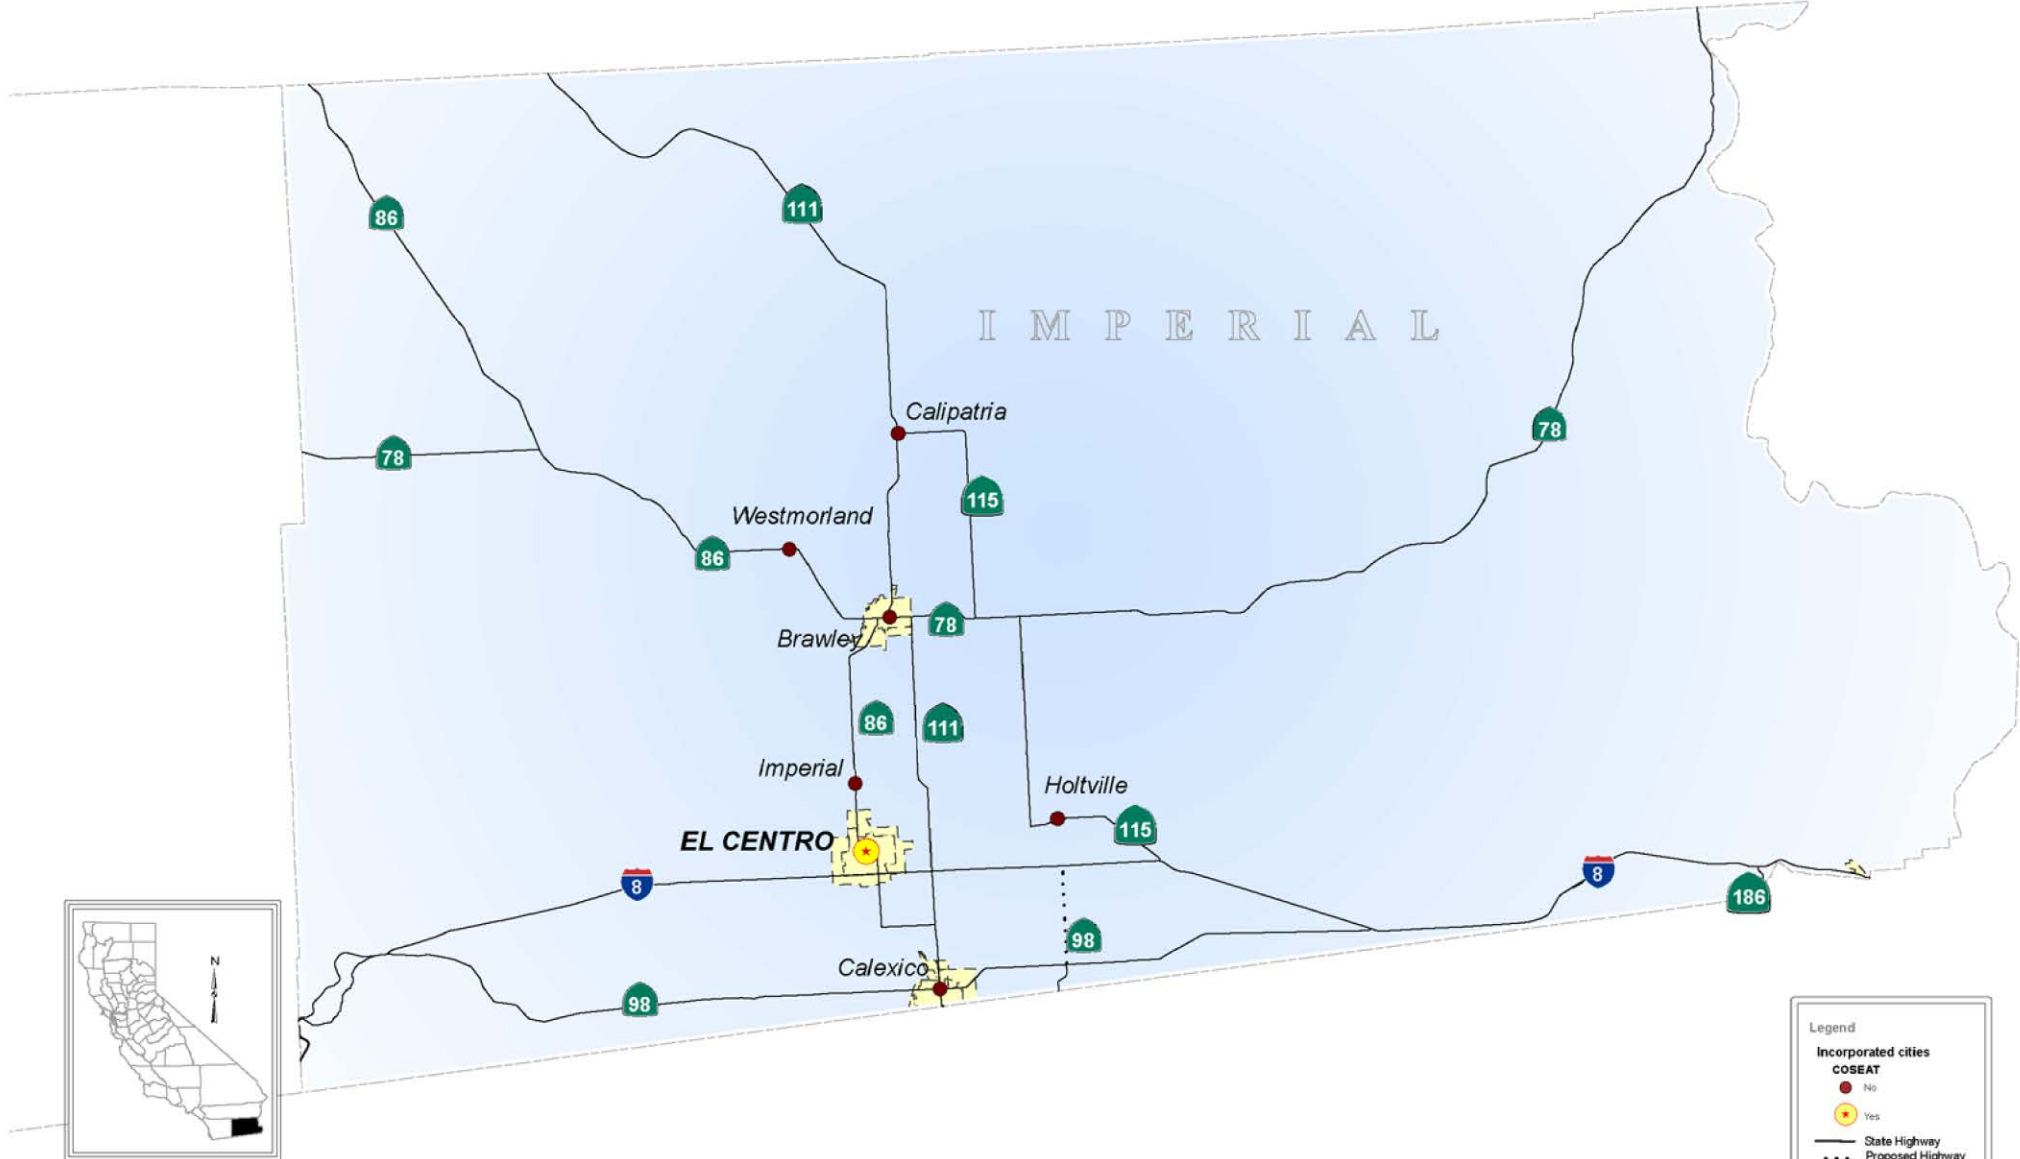 86
111
IMPERIAL
Calipatria
78
78
115
Westmorland
86
78
Brawley
86
111
Imperial
Holtville
115
EL CENTRO
8
8
186
98
Calexico
98
N
Legend
Incorporated cities
COSEAT
No
Yes
State Highway
Proposed Highway